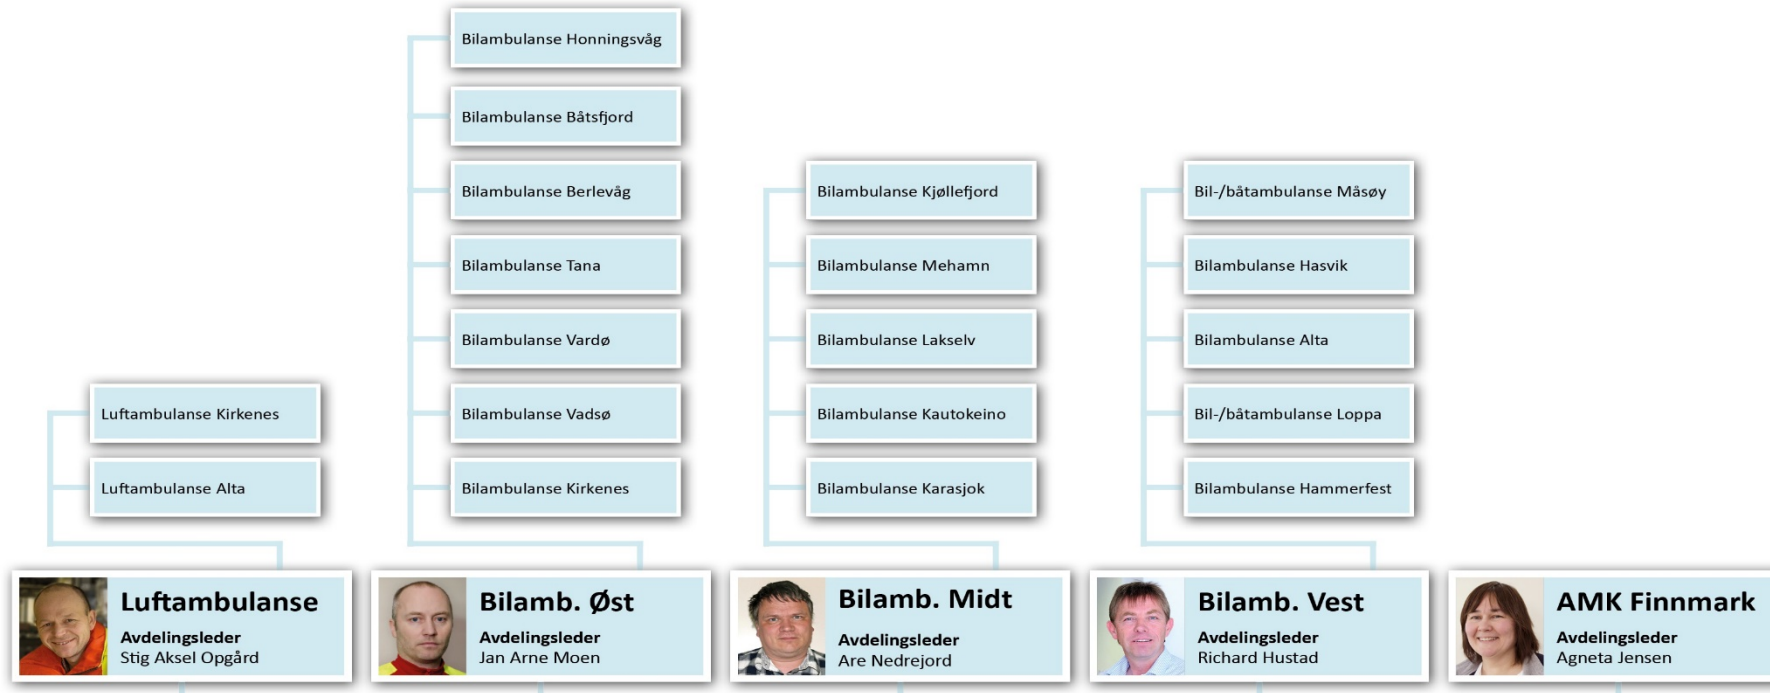 Bilambulanse Honningsvåg
Bilambulanse Båtsfjord
Bilambulanse Berlevåg
Bilambulanse Tana
Bilambulanse Vardø
Bilambulanse Vadsø
Bilambulanse Kirkenes
Bilambulanse Kjøllefjord
Bilambulanse Mehamn
Bilambulanse Lakselv
Bilambulanse Kautokeino
Bilambulanse Karasjok
Bil-/båtambulanse Måsøy
Bilambulanse Hasvik
Bilambulanse Alta
Bil-/båtambulanse Loppa
Bilambulanse Hammerfest
Luftambulanse Kirkenes
Luftambulanse Alta
Luftambulanse
Avdelingsleder
Stig Aksel Opgård
Bilamb. Øst
Avdelingsleder
Jan Arne Moen
Bilamb. Midt
Avdelingsleder
Are Nedrejord
Bilamb. Vest
Avdelingsleder
Richard Hustad
AMK Finnmark
Avdelingsleder
Agneta Jensen